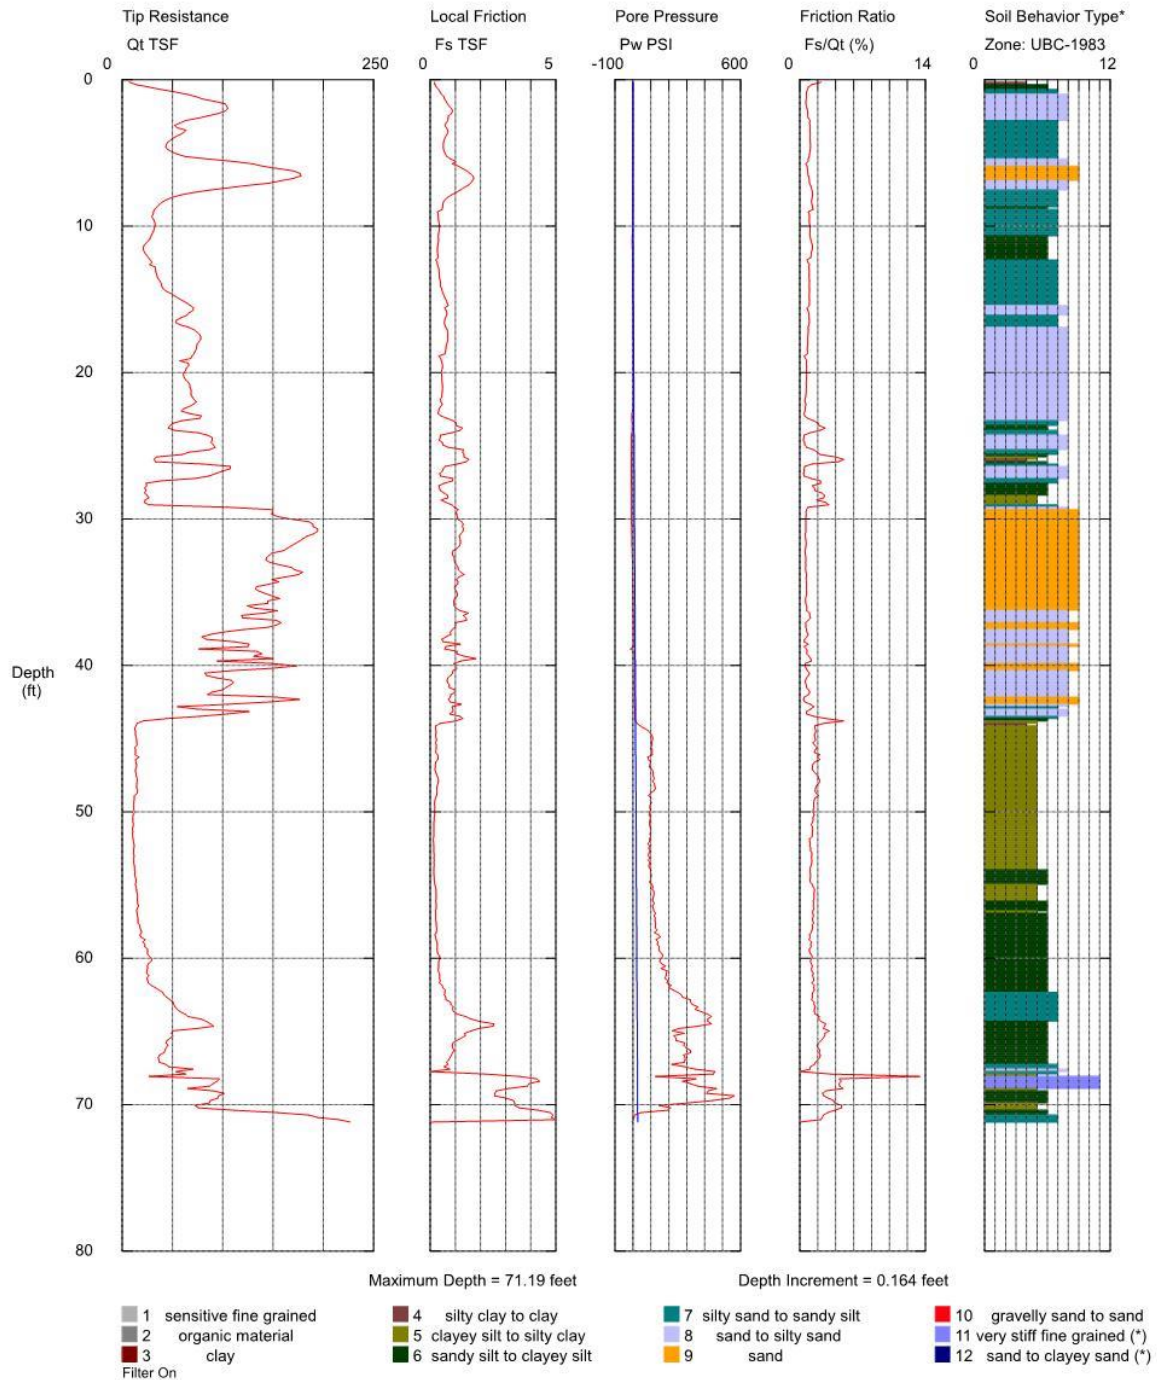 Tip Resistance Local Friction Pore Pressure Friction Ratio Soil Behavior Type*
Qt TSF Fs TSF Pw PSI Fs/Qt (%) Zone: UBC-1983
0 250 0 5 -100 600 0 14 0 12
0
10
20
30
40
Depth
(ft)
50
60
70
80
Maximum Depth = 71.19 feet Depth Increment = 0.164 feet
1 sensitive fine grained 4 silty clay to clay 7 silty sand to sandy silt 10 gravelly sand to sand
2 organic material 5 clayey silt to silty clay 8 sand to silty sand 11 very stiff fine grained (*)
3 clay 6 sandy silt to clayey silt 9 sand 12 sand to clayey sand (*)
Filter On